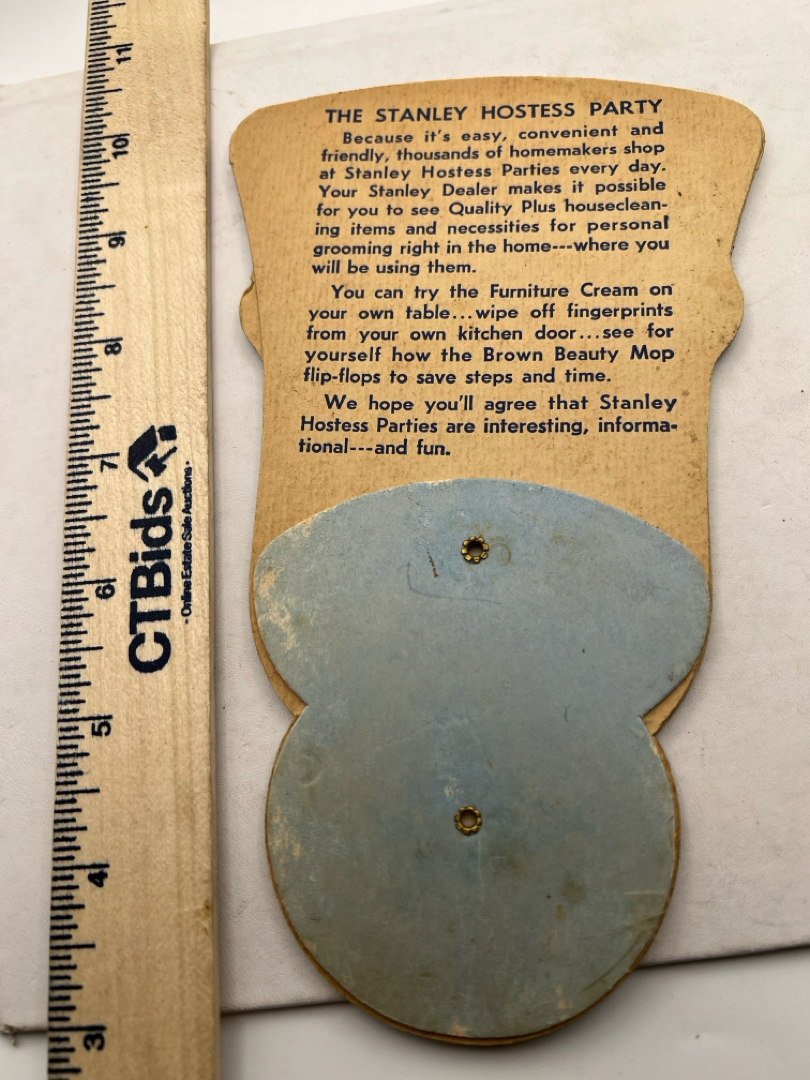 THE STANLEY HOSTESS PARTY
Because it's easy, convenient and
friendly, thousands of homemakers shop
at Stanley Hostess Parties every day.
Your Stanley Dealer makes it possible
for you to see Quality Plus houseclean-
ing items and necessities for personal
grooming right in the home---where you
will be using them.
You can try the Furniture Cream on
your own table...wipe off fingerprints
from your own kitchen door...see for
yourself how the Brown Beauty Mop
flip-flops to save steps and time.
We hope you'll agree that Stanley
Hostess Parties are interesting, informa-
tional---and fun.
11
10
9
8
7
6
5
4
3
CTBids
- Online Estate Sale Auctions -